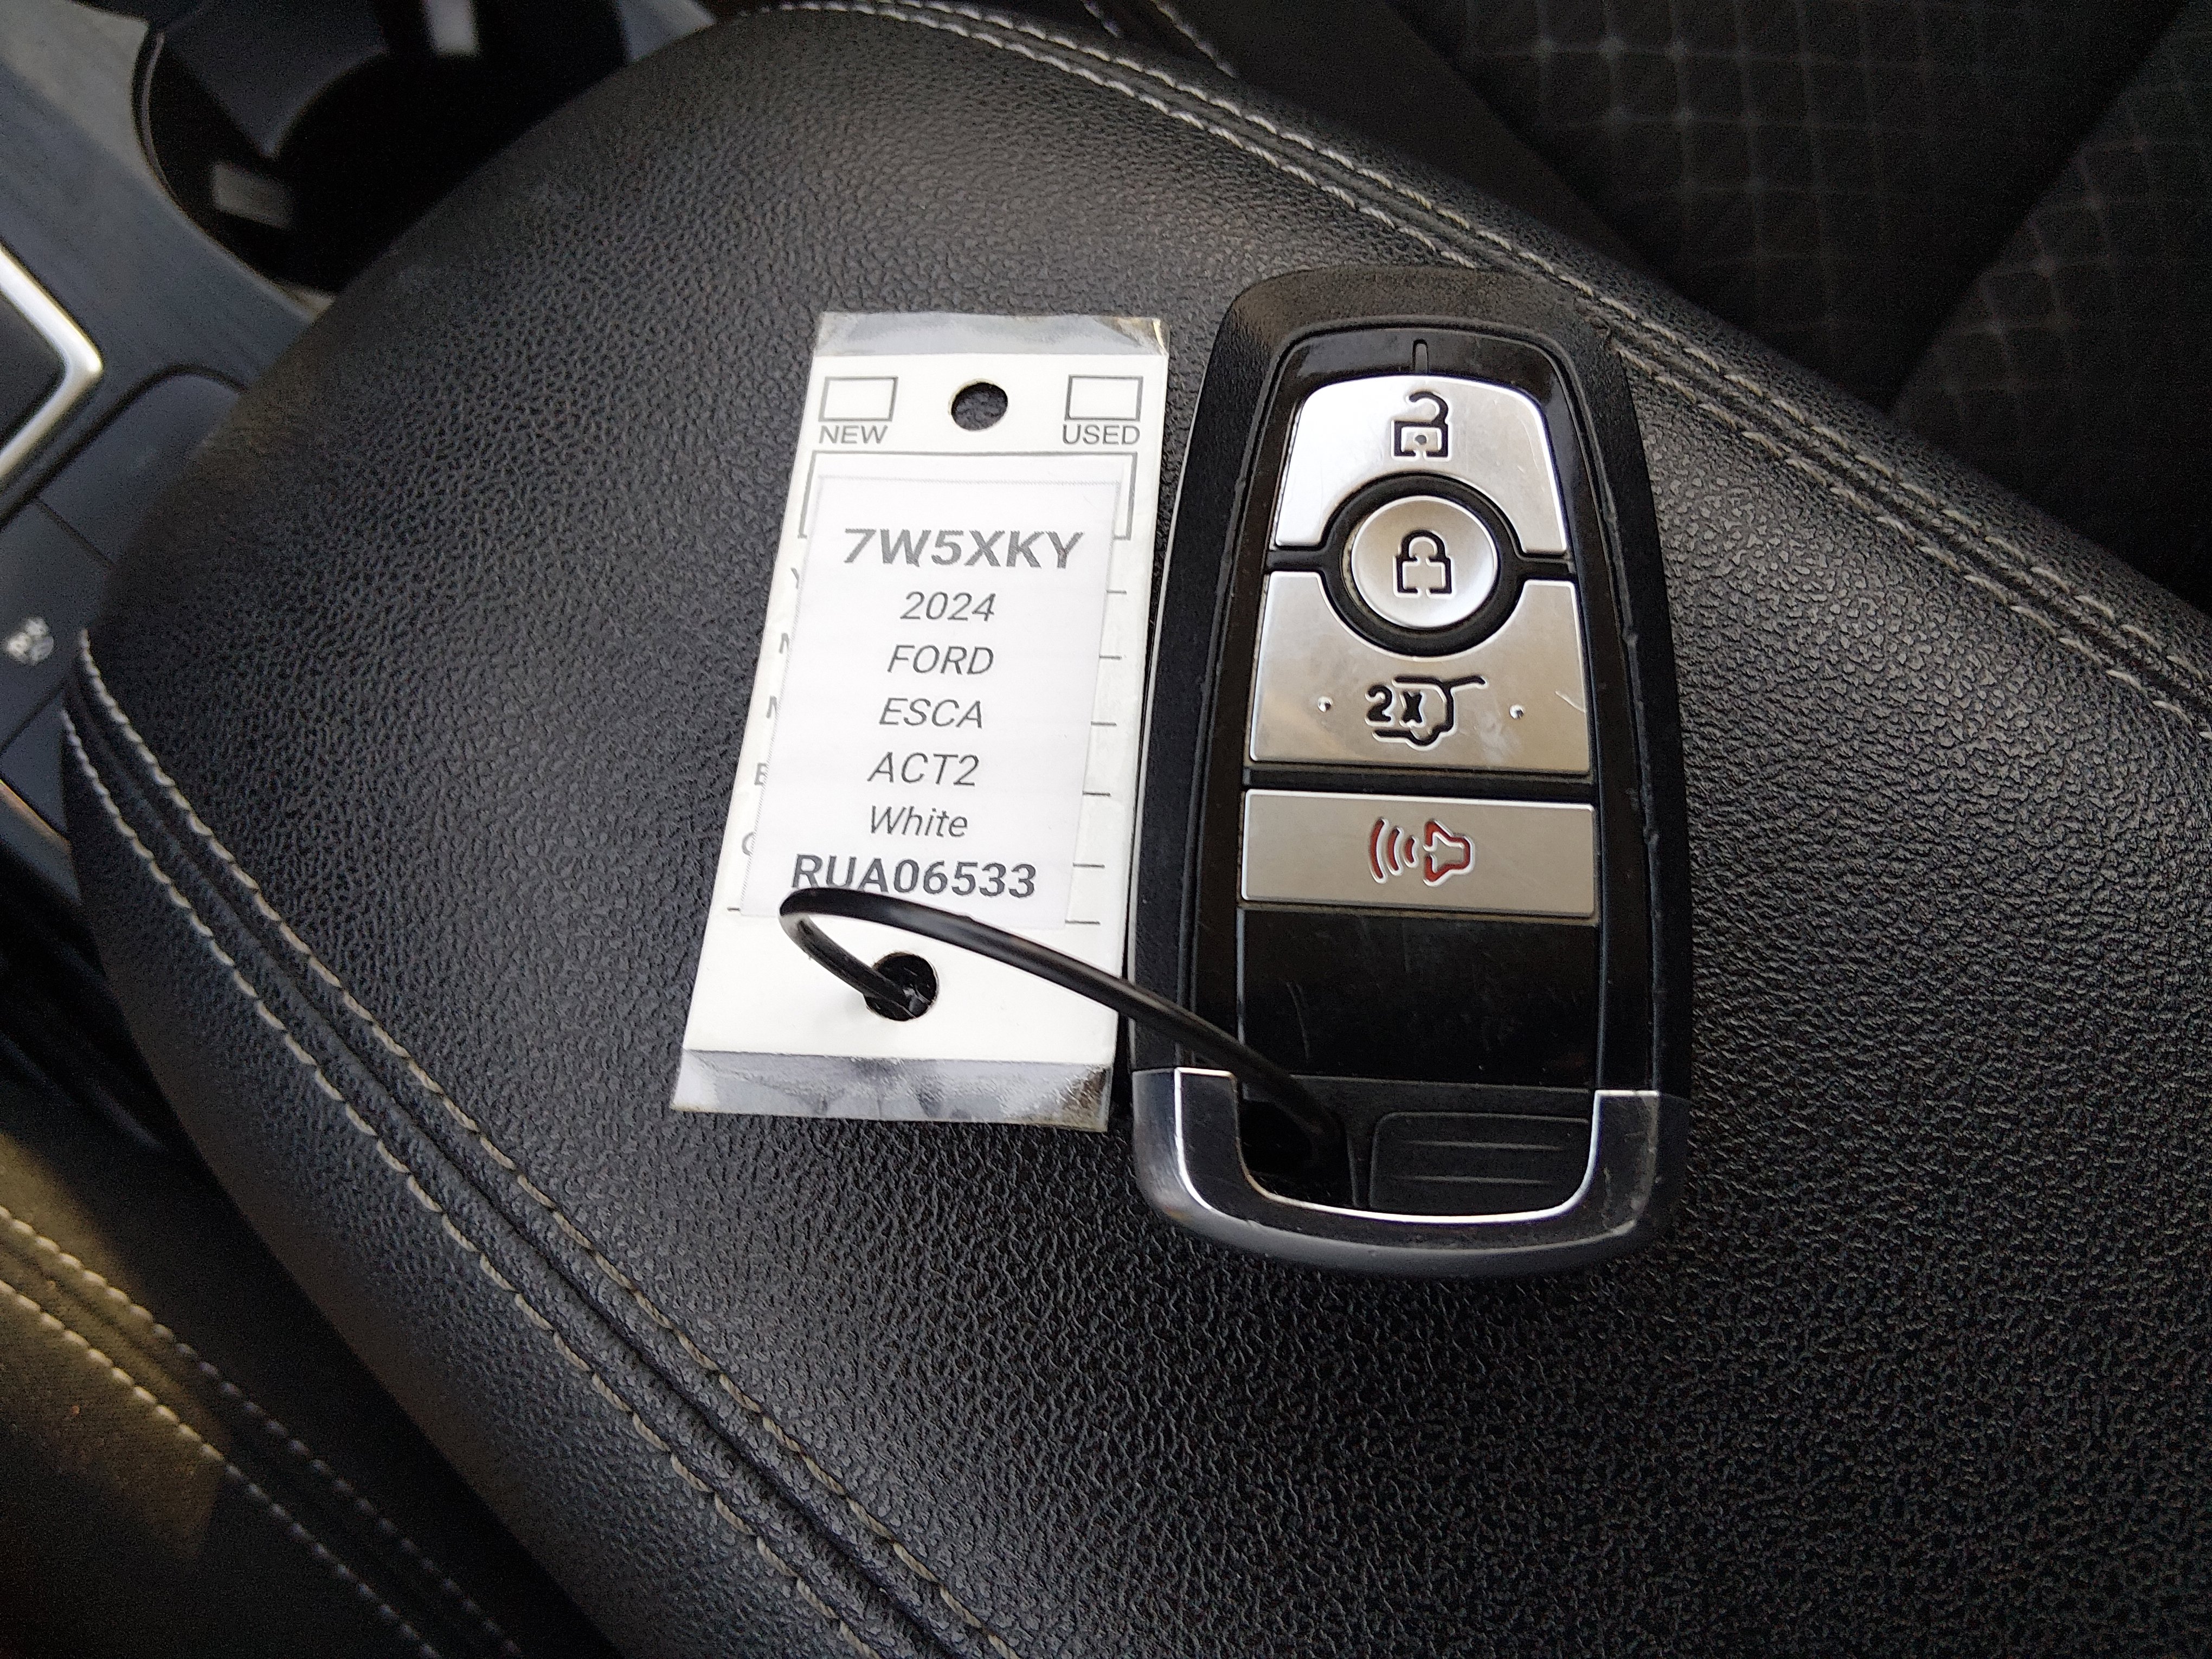 NEW USED
7W5XKY
2024
FORD
ESCA
ACT2
White
RUA06533
2X